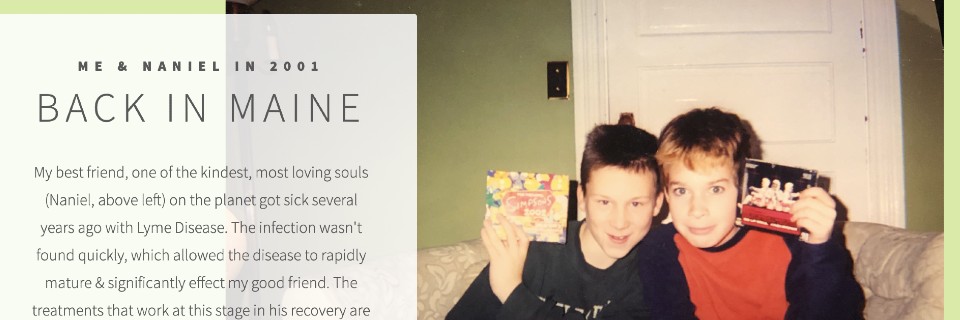 ME & NANIEL IN 2001
BACK IN MAINE
My best friend, one of the kindest, most loving souls
(Naniel, above left) on the planet got sick several
years ago with Lyme Disease. The infection wasn't
found quickly, which allowed the disease to rapidly
mature & significantly effect my good friend. The
treatments that work at this stage in his recovery are
Simpsons
2002